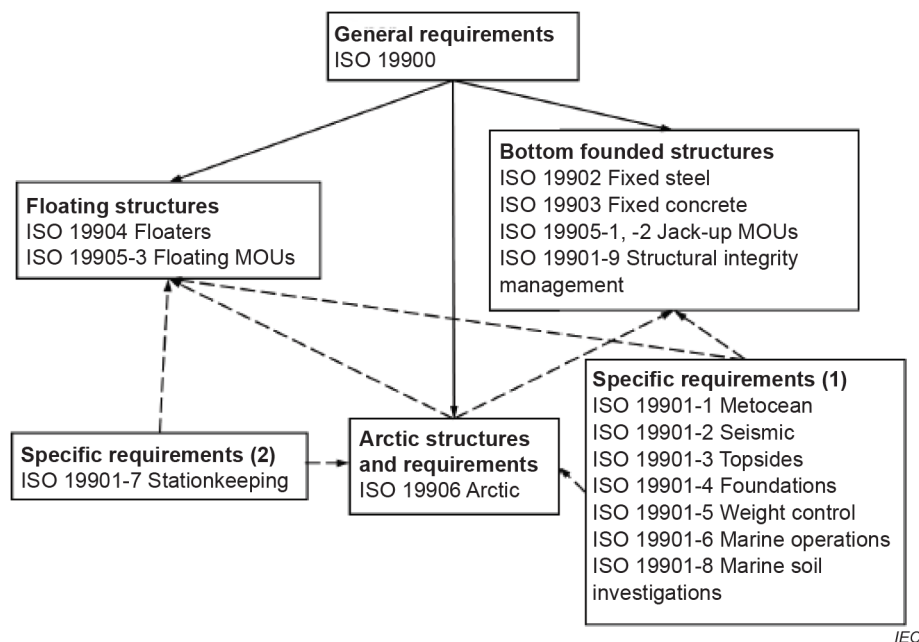 General requirements
ISO 19900
Bottom founded structures
ISO 19902 Fixed steel
ISO 19903 Fixed concrete
ISO 19905-1, -2 Jack-up MOUs
ISO 19901-9 Structural integrity
management
Floating structures
ISO 19904 Floaters
ISO 19905-3 Floating MOUs
Specific requirements (1)
ISO 19901-1 Metocean
ISO 19901-2 Seismic
ISO 19901-3 Topsides
ISO 19901-4 Foundations
ISO 19901-5 Weight control
ISO 19901-6 Marine operations
ISO 19901-8 Marine soil
investigations
Specific requirements (2)
ISO 19901-7 Stationkeeping
Arctic structures
and requirements
ISO 19906 Arctic
IEC